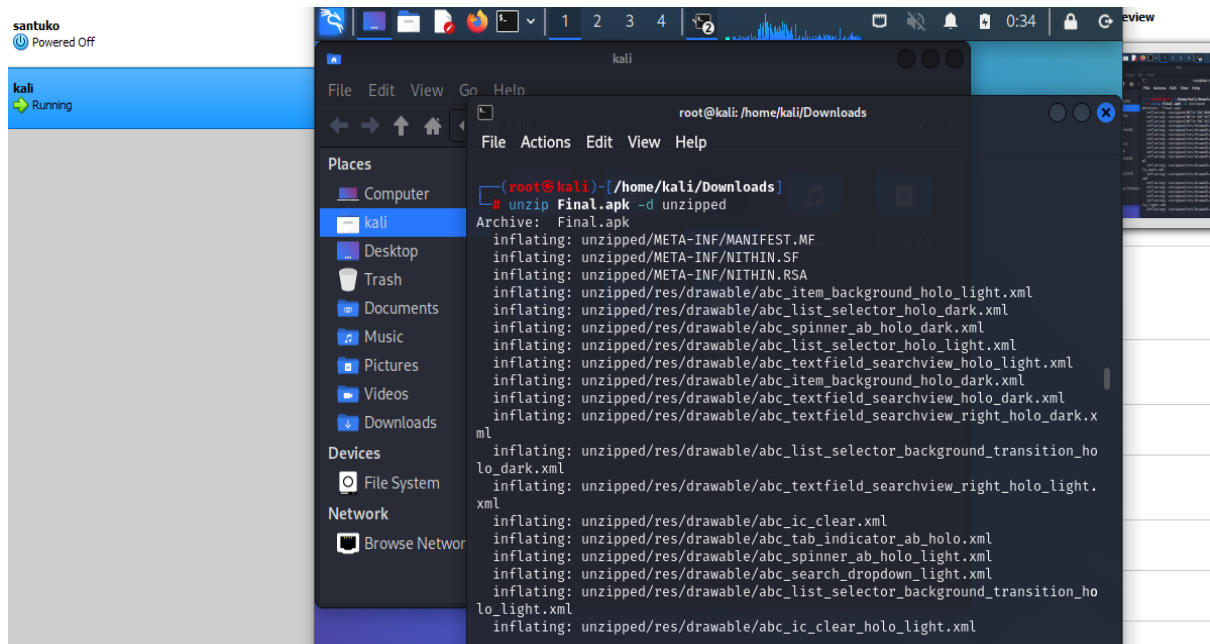 santuko
Powered Off
kali
Running
1 2 3 4
2
0:34
eview
kali
File Edit View Go Help
Places
Computer
kali
Desktop
Trash
Documents
Music
Pictures
Videos
Downloads
Devices
File System
Network
Browse Networ
Pictures
root@kali: /home/kali/Downloads
File Actions Edit View Help
(root㉿kali)-[/home/kali/Downloads]
# unzip Final.apk -d unzipped
Archive:  Final.apk
inflating: unzipped/META-INF/MANIFEST.MF
inflating: unzipped/META-INF/NITHIN.SF
inflating: unzipped/META-INF/NITHIN.RSA
inflating: unzipped/res/drawable/abc_item_background_holo_light.xml
inflating: unzipped/res/drawable/abc_list_selector_holo_dark.xml
inflating: unzipped/res/drawable/abc_spinner_ab_holo_dark.xml
inflating: unzipped/res/drawable/abc_list_selector_holo_light.xml
inflating: unzipped/res/drawable/abc_textfield_searchview_holo_light.xml
inflating: unzipped/res/drawable/abc_item_background_holo_dark.xml
inflating: unzipped/res/drawable/abc_textfield_searchview_holo_dark.xml
inflating: unzipped/res/drawable/abc_textfield_searchview_right_holo_dark.x
ml
inflating: unzipped/res/drawable/abc_list_selector_background_transition_ho
lo_dark.xml
inflating: unzipped/res/drawable/abc_textfield_searchview_right_holo_light.
xml
inflating: unzipped/res/drawable/abc_ic_clear.xml
inflating: unzipped/res/drawable/abc_tab_indicator_ab_holo.xml
inflating: unzipped/res/drawable/abc_spinner_ab_holo_light.xml
inflating: unzipped/res/drawable/abc_search_dropdown_light.xml
inflating: unzipped/res/drawable/abc_list_selector_background_transition_ho
lo_light.xml
inflating: unzipped/res/drawable/abc_ic_clear_holo_light.xml